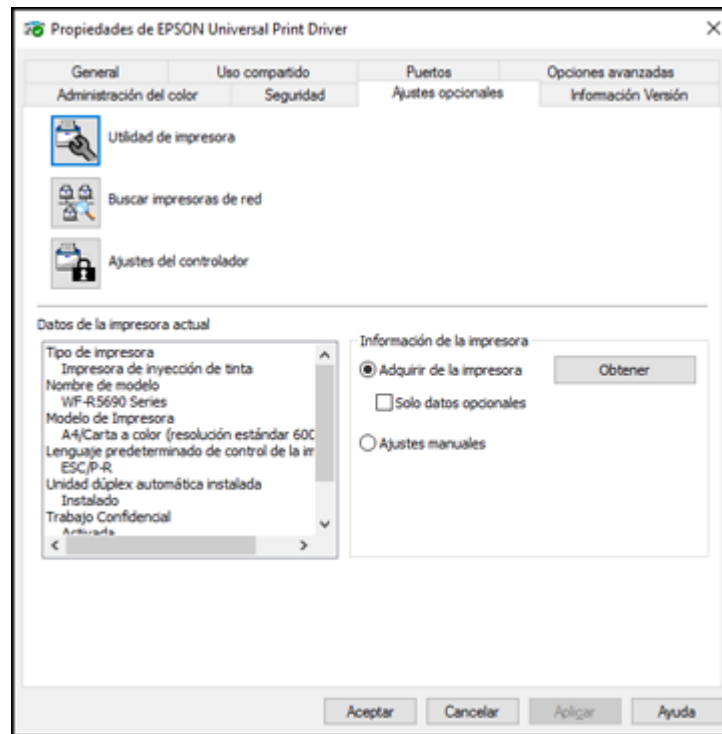 Propiedades de EPSON Universal Print Driver
General Uso compartido Puertos Opciones avanzadas
Administración del color Seguridad Ajustes opcionales Información Versión
Utilidad de impresora
Buscar impresoras de red
Ajustes del controlador
Datos de la impresora actual
Tipo de impresora
Impresora de inyección de tinta
Nombre de modelo
WF-R5690 Series
Modelo de Impresora
A4/Carta a color (resolución estándar 600
Lenguaje predeterminado de control de la im
ESC/P-R
Unidad dúplex automática instalada
Instalado
Trabajo Confidencial
Activada
Información de la impresora
Adquirir de la impresora Obtener
Solo datos opcionales
Ajustes manuales
Aceptar Cancelar Aplicar Ayuda